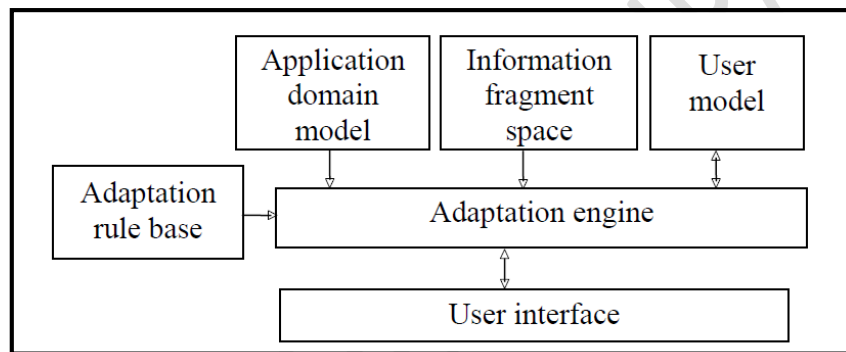 Application
domain
model
Information
fragment
space
User
model
Adaptation
rule base
Adaptation engine
User interface